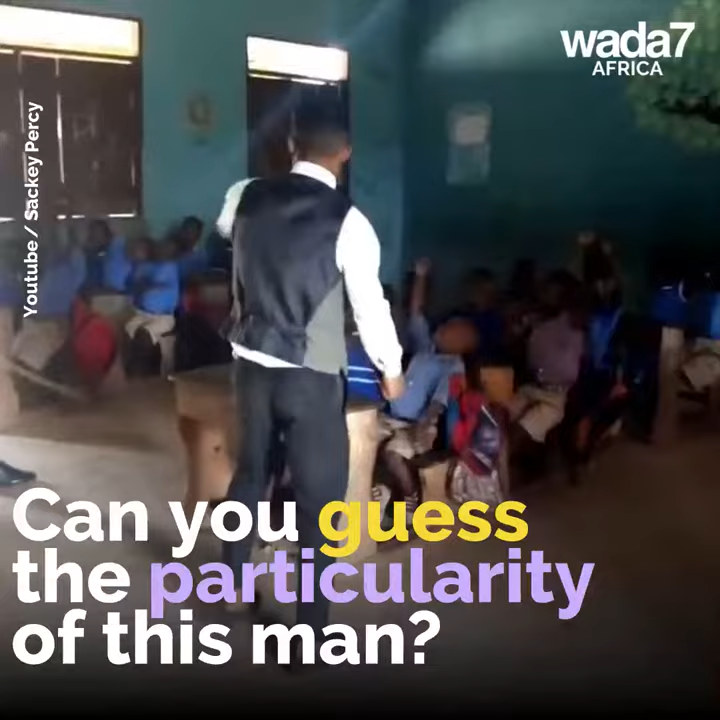 wada7
AFRICA
Youtube / Sackey Percy
Can you guess
the particularity
of this man?